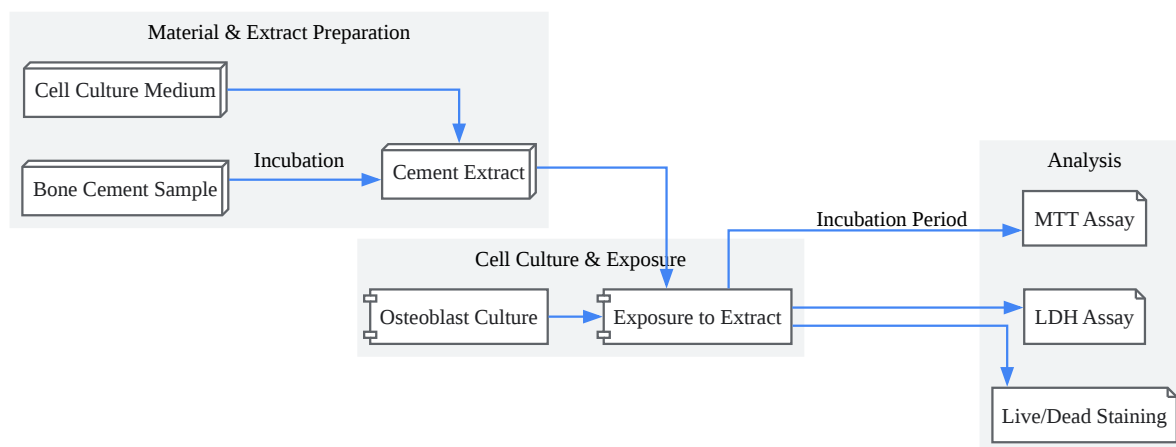 Material & Extract Preparation
Cell Culture Medium
Incubation
Bone Cement Sample
Cement Extract
Cell Culture & Exposure
Osteoblast Culture
Exposure to Extract
Incubation Period
Analysis
MTT Assay
LDH Assay
Live/Dead Staining